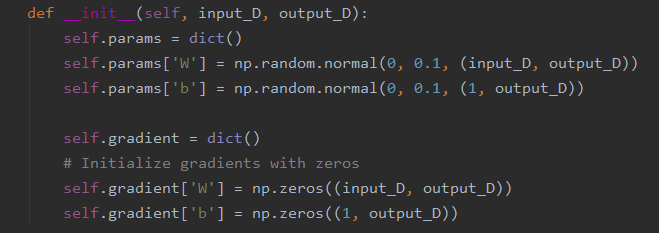 def __init__(self, input_D, output_D):
    self.params = dict()
    self.params['W'] = np.random.normal(0, 0.1, (input_D, output_D))
    self.params['b'] = np.random.normal(0, 0.1, (1, output_D))

    self.gradient = dict()
    # Initialize gradients with zeros
    self.gradient['W'] = np.zeros((input_D, output_D))
    self.gradient['b'] = np.zeros((1, output_D))